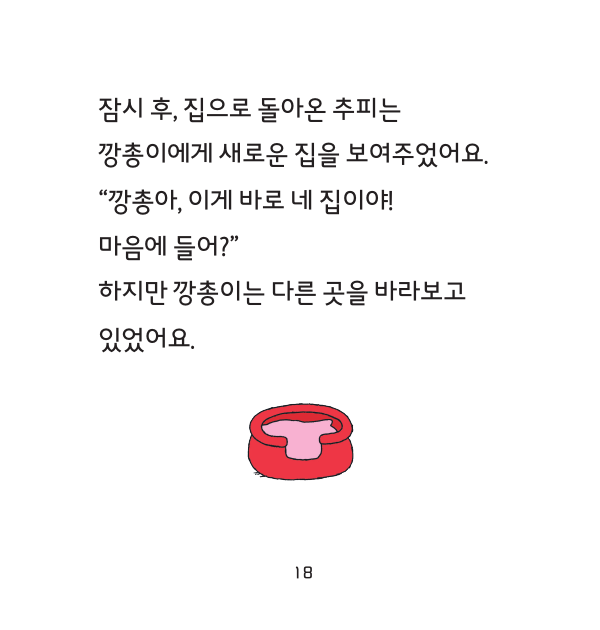 잠시 후, 집으로 돌아온 추피는
깡총이에게 새로운 집을 보여주었어요.
“깡총아, 이게 바로 네 집이야!
마음에 들어?”
하지만 깡총이는 다른 곳을 바라보고
있었어요.
18